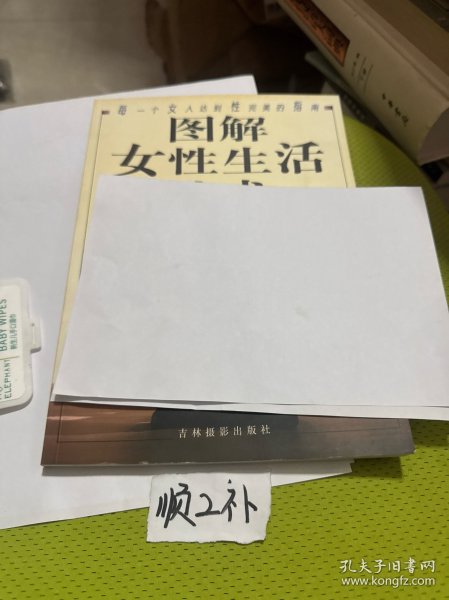 每一个女人达到性完美的指南
图解
女性生活
吉林摄影出版社
顺2补
BABY WIPES
ELEPHANT
孔夫子旧书网
www.kongfz.com